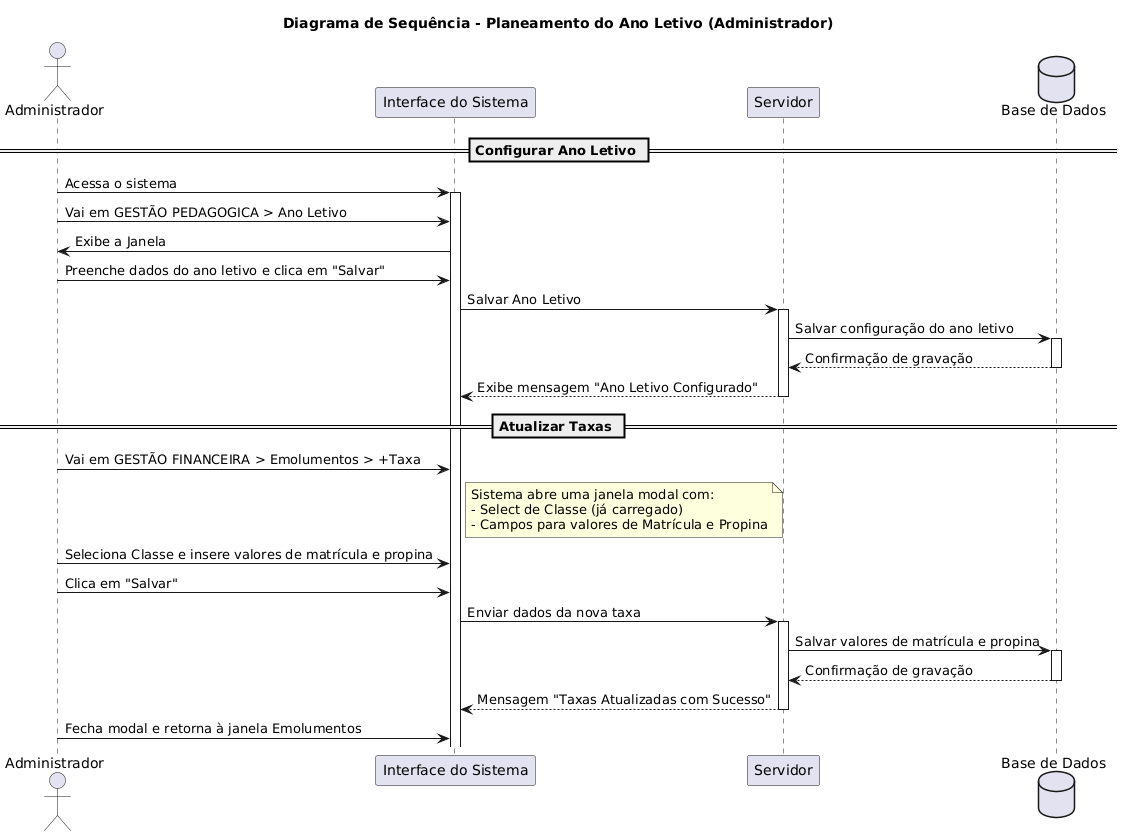 Diagrama de Sequência - Planeamento do Ano Letivo (Administrador)
Administrador
Interface do Sistema
Servidor
Base de Dados
Configurar Ano Letivo
Acessa o sistema
Vai em GESTÃO PEDAGOGICA > Ano Letivo
Exibe a Janela
Preenche dados do ano letivo e clica em "Salvar"
Salvar Ano Letivo
Salvar configuração do ano letivo
Confirmação de gravação
Exibe mensagem "Ano Letivo Configurado"
Atualizar Taxas
Vai em GESTÃO FINANCEIRA > Emolumentos > +Taxa
Sistema abre uma janela modal com:
- Select de Classe (já carregado)
- Campos para valores de Matrícula e Propina
Seleciona Classe e insere valores de matrícula e propina
Clica em "Salvar"
Enviar dados da nova taxa
Salvar valores de matrícula e propina
Confirmação de gravação
Mensagem "Taxas Atualizadas com Sucesso"
Fecha modal e retorna à janela Emolumentos
Administrador
Interface do Sistema
Servidor
Base de Dados